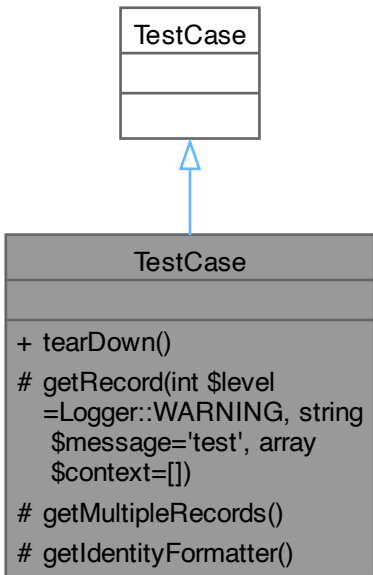 TestCase
TestCase
+ tearDown()
# getRecord(int $level
=Logger::WARNING, string
$message='test', array
$context=[])
# getMultipleRecords()
# getIdentityFormatter()